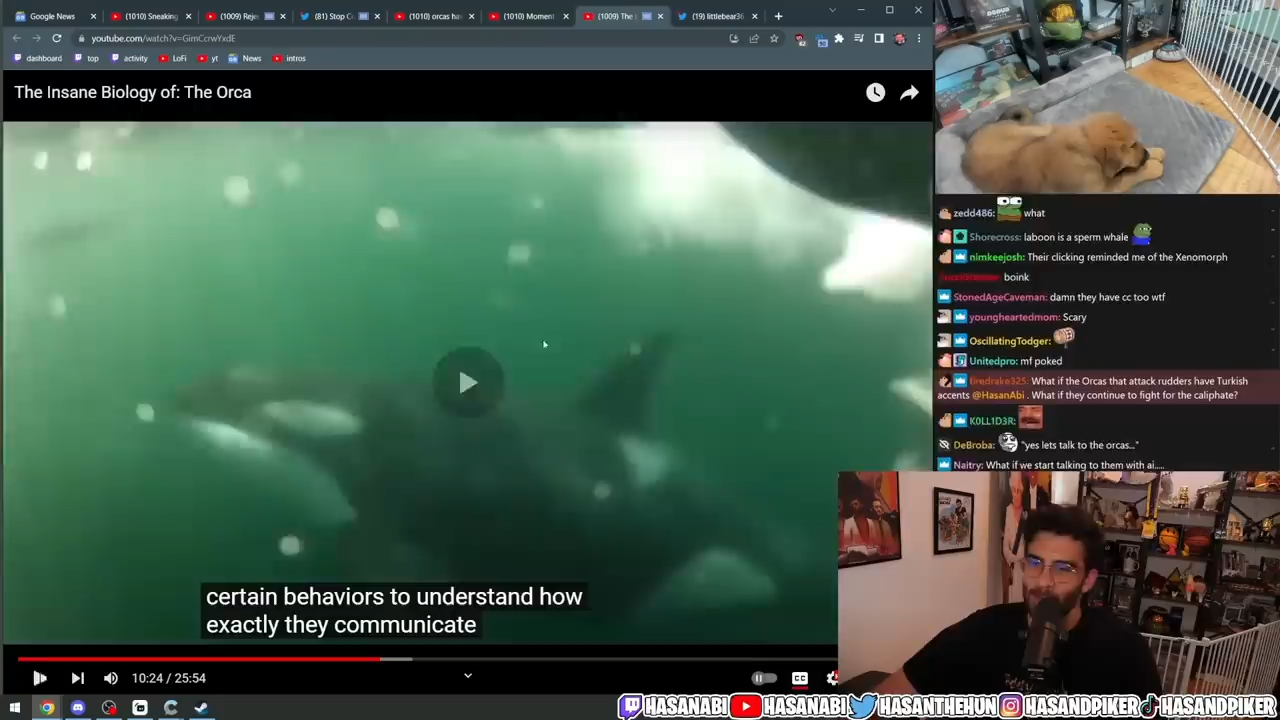 Google News
(1010) Sneaking
(1009) Reje
(81) Stop C
(1010) orcas ha
(1010) Moment
(1009) The
(19) littlebear36
youtube.com/watch?v=GimCcrwYxdE
dashboard
top
activity
LoFi
yt
News
intros
The Insane Biology of: The Orca
certain behaviors to understand how
exactly they communicate
10:24 / 25:54
CC
zedd486: what
Shorecross: laboon is a sperm whale
nimkeejosh: Their clicking reminded me of the Xenomorph
boink
StonedAgeCaveman: damn they have cc too wtf
youngheartedmom: Scary
OscillatingTodger:
Unitedpro: mf poked
firedrake325: What if the Orcas that attack rudders have Turkish
accents @HasanAbi . What if they continue to fight for the caliphate?
K0LL1D3R:
DeBroba: "yes lets talk to the orcas..."
Naitry: What if we start talking to them with ai.....
HASANABI
HASANABI
HASANTHEHUN
HASANDPIKER
HASANDPIKER